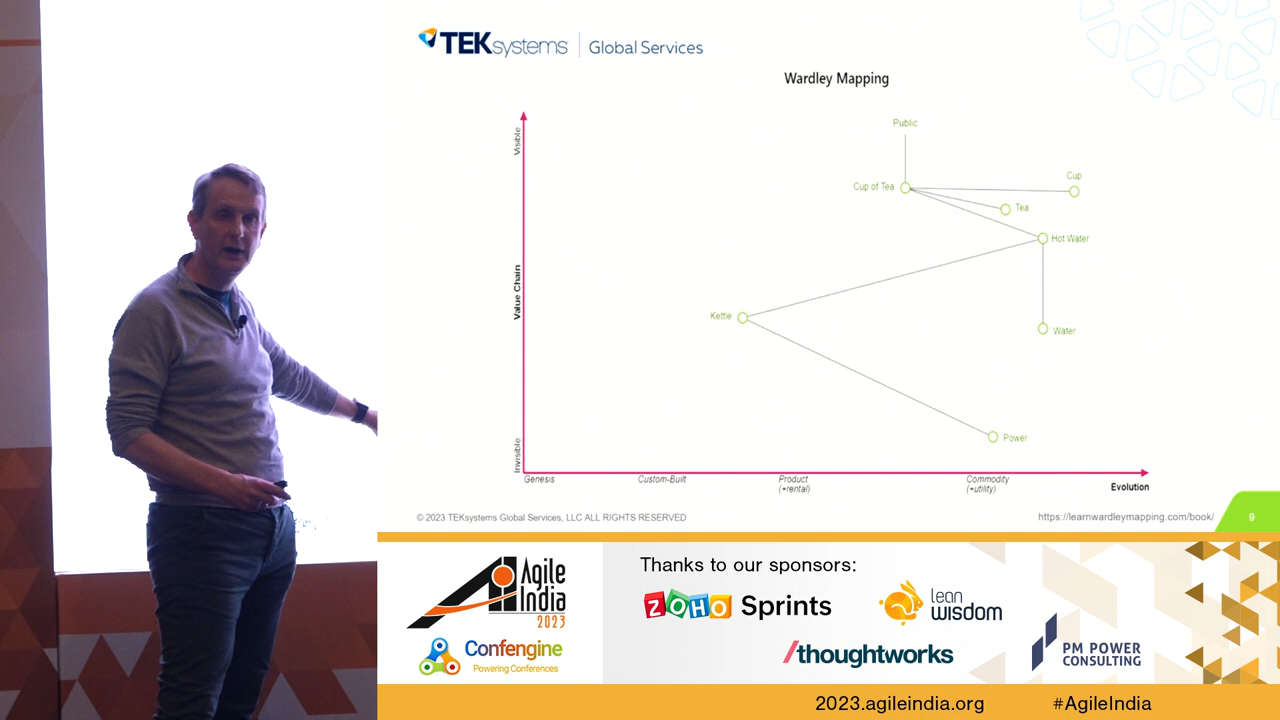 TEKsystems | Global Services
Wardley Mapping
Public
Cup
Cup of Tea
Tea
Hot Water
Kettle
Water
Power
Visible
Value Chain
Invisible
Genesis
Custom-Built
Product
(+rental)
Commodity
(+utility)
Evolution
© 2023 TEKsystems Global Services, LLC ALL RIGHTS RESERVED
https://learnwardleymapping.com/book/
9
Agile
India
2023
Confengine
Powering Conferences
Thanks to our sponsors:
ZOHO Sprints
lean
wisdom
/thoughtworks
PM POWER
CONSULTING
2023.agileindia.org
#AgileIndia